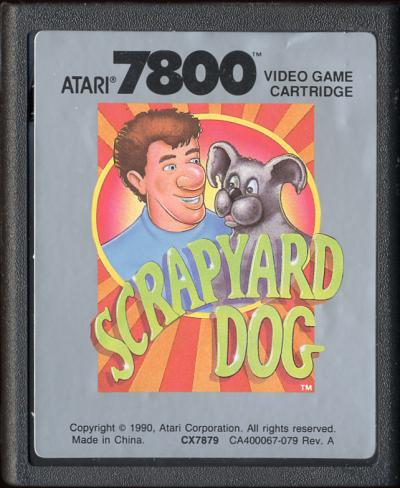 ATARI® 7800™ VIDEO GAME
CARTRIDGE
SCRAPYARD
DOG
TM
Copyright © 1990, Atari Corporation. All rights reserved.
Made in China. CX7879 CA400067-079 Rev. A